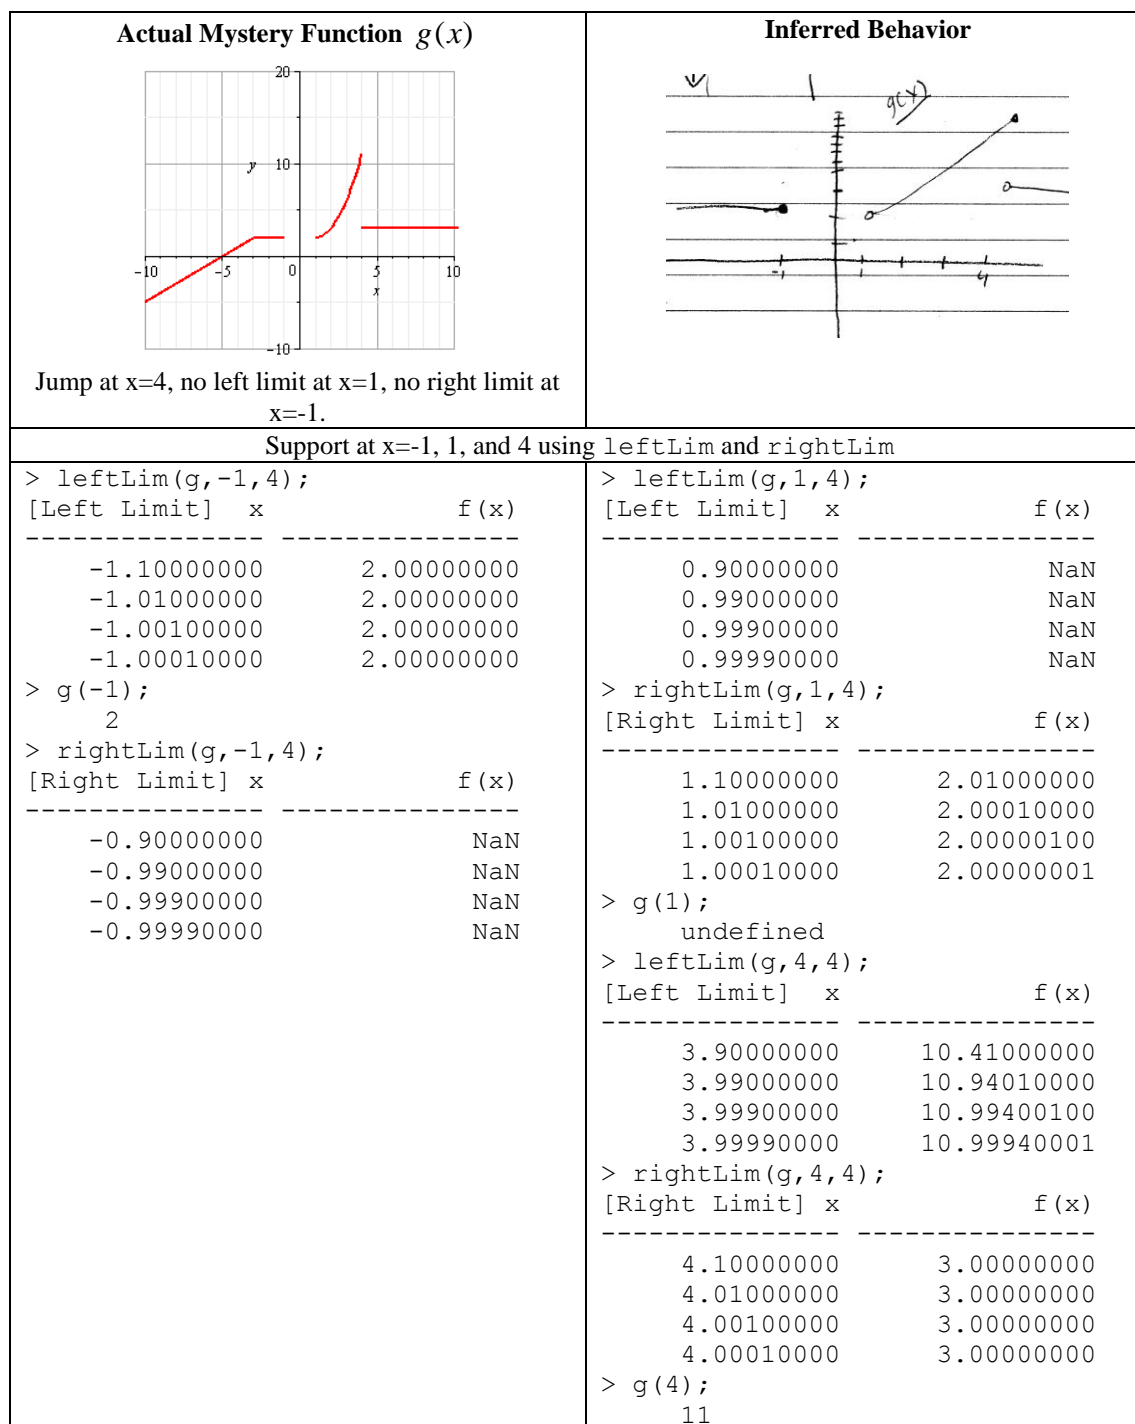 Actual Mystery Function g(x)
20
y
10
-10
-5
0
5
10
x
-10
Jump at x=4, no left limit at x=1, no right limit at
x=-1.
Inferred Behavior
g(x)
-1
1
4
Support at x=-1, 1, and 4 using leftLim and rightLim
> leftLim(g,-1,4);
[Left Limit] x f(x)
--------------- ---------------
-1.10000000 2.00000000
-1.01000000 2.00000000
-1.00100000 2.00000000
-1.00010000 2.00000000
> g(-1);
2
> rightLim(g,-1,4);
[Right Limit] x f(x)
--------------- ---------------
-0.90000000 NaN
-0.99000000 NaN
-0.99900000 NaN
-0.99990000 NaN
> leftLim(g,1,4);
[Left Limit] x f(x)
--------------- ---------------
0.90000000 NaN
0.99000000 NaN
0.99900000 NaN
0.99990000 NaN
> rightLim(g,1,4);
[Right Limit] x f(x)
--------------- ---------------
1.10000000 2.01000000
1.01000000 2.00010000
1.00100000 2.00000100
1.00010000 2.00000001
> g(1);
undefined
> leftLim(g,4,4);
[Left Limit] x f(x)
--------------- ---------------
3.90000000 10.41000000
3.99000000 10.94010000
3.99900000 10.99400100
3.99990000 10.99940001
> rightLim(g,4,4);
[Right Limit] x f(x)
--------------- ---------------
4.10000000 3.00000000
4.01000000 3.00000000
4.00100000 3.00000000
4.00010000 3.00000000
> g(4);
11